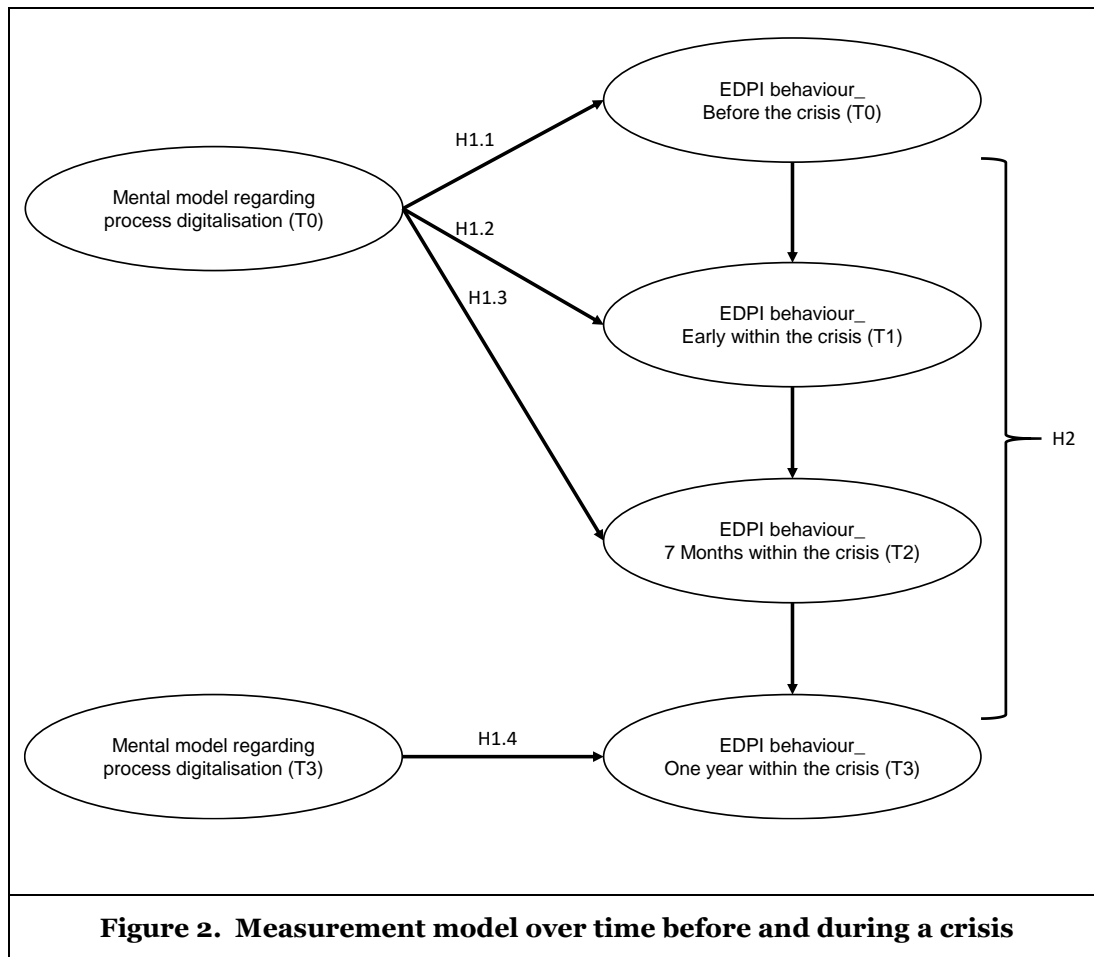 EDPI behaviour_
Before the crisis (T0)
H1.1
Mental model regarding
process digitalisation (T0)
H1.2
H1.3
EDPI behaviour_
Early within the crisis (T1)
H2
EDPI behaviour_
7 Months within the crisis (T2)
Mental model regarding
process digitalisation (T3)
H1.4
EDPI behaviour_
One year within the crisis (T3)
Figure 2. Measurement model over time before and during a crisis